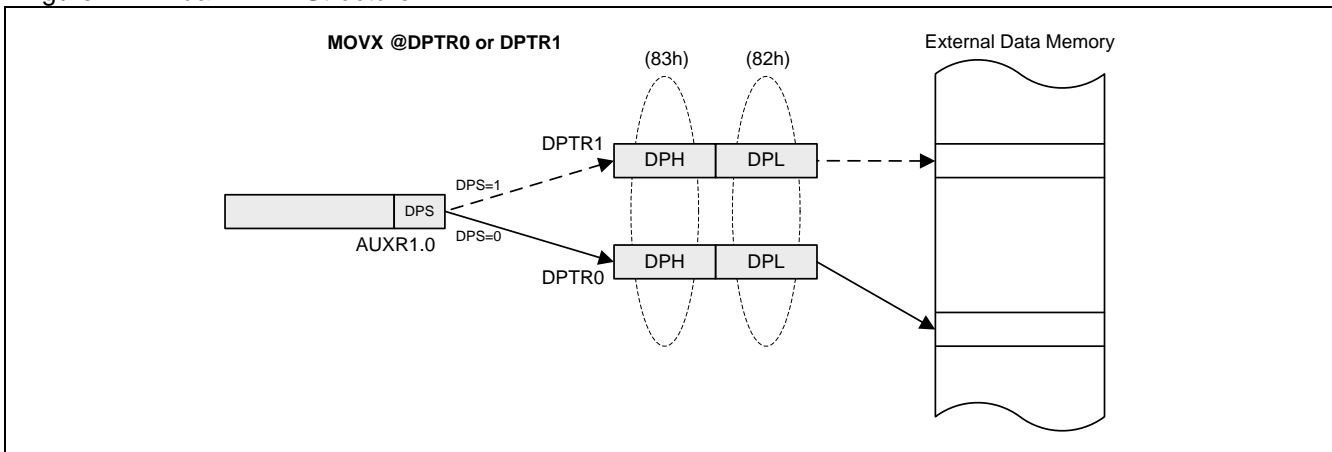 MOVX @DPTR0 or DPTR1
External Data Memory
(83h) (82h)
DPTR1
DPH DPL
DPS=1
DPS
DPS=0
AUXR1.0
DPH DPL
DPTR0